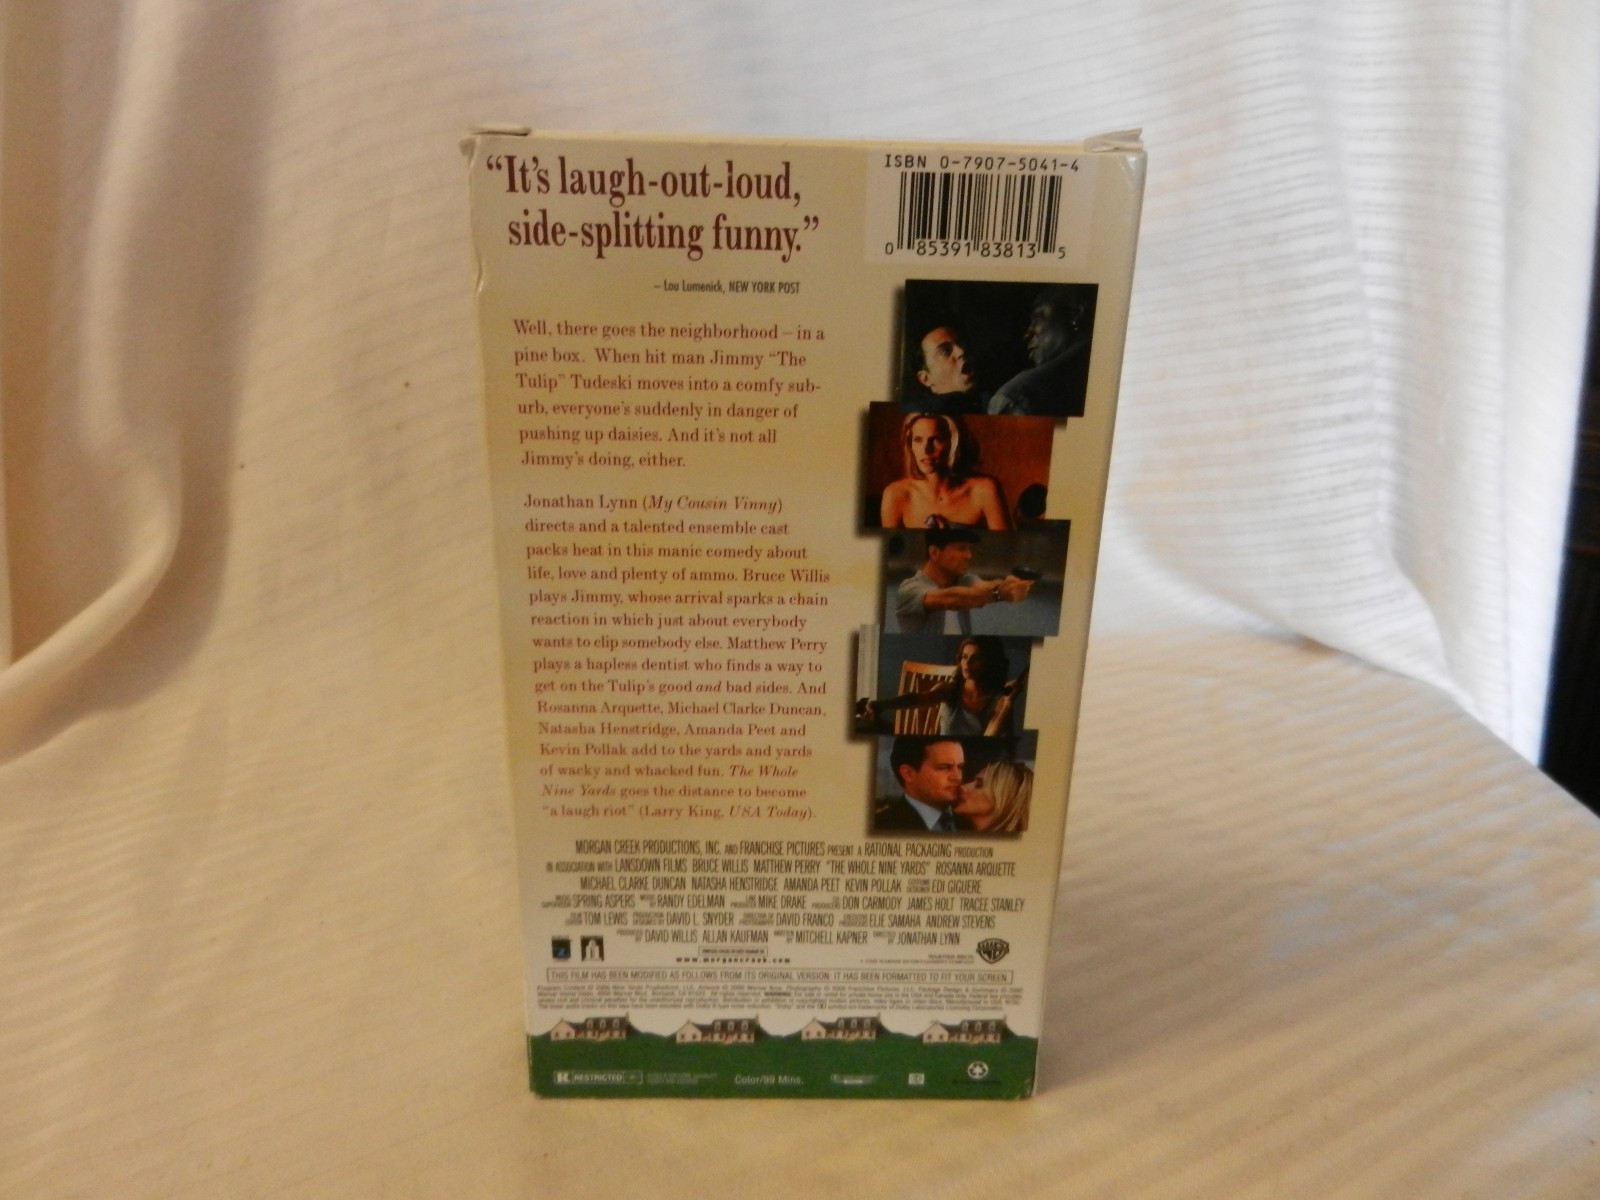 “It’s laugh-out-loud,
side-splitting funny.”
– Lou Lumenick, NEW YORK POST
ISBN 0-7907-5041-4
0 85391 83813 5
Well, there goes the neighborhood – in a
pine box. When hit man Jimmy “The
Tulip” Tudeski moves into a comfy sub-
urb, everyone’s suddenly in danger of
pushing up daisies. And it’s not all
Jimmy’s doing, either.
Jonathan Lynn (My Cousin Vinny)
directs and a talented ensemble cast
packs heat in this manic comedy about
life, love and plenty of ammo. Bruce Willis
plays Jimmy, whose arrival sparks a chain
reaction in which just about everybody
wants to clip somebody else. Matthew Perry
plays a hapless dentist who finds a way to
get on the Tulip’s good and bad sides. And
Rosanna Arquette, Michael Clarke Duncan,
Natasha Henstridge, Amanda Peet and
Kevin Pollak add to the yards and yards
of wacky and whacked fun. The Whole
Nine Yards goes the distance to become
“a laugh riot” (Larry King, USA Today).
MORGAN CREEK PRODUCTIONS, INC. AND FRANCHISE PICTURES PRESENT A RATIONAL PACKAGING PRODUCTION
IN ASSOCIATION WITH LANSDOWN FILMS BRUCE WILLIS MATTHEW PERRY “THE WHOLE NINE YARDS” ROSANNA ARQUETTE
MICHAEL CLARKE DUNCAN NATASHA HENSTRIDGE AMANDA PEET KEVIN POLLAK COSTUME DESIGNER EDI GIGUERE
SPRING ASPERS RANDY EDELMAN MIKE DRAKE DON CARMODY JAMES HOLT TRACEE STANLEY
TOM LEWIS DAVID L. SNYDER DAVID FRANCO ELIE SAMAHA ANDREW STEVENS
PRODUCED BY DAVID WILLIS ALLAN KAUFMAN WRITTEN BY MITCHELL KAPNER DIRECTED BY JONATHAN LYNN
www.morgancreek.com
THIS FILM HAS BEEN MODIFIED AS FOLLOWS FROM ITS ORIGINAL VERSION: IT HAS BEEN FORMATTED TO FIT YOUR SCREEN.
R RESTRICTED
Color/99 Mins.